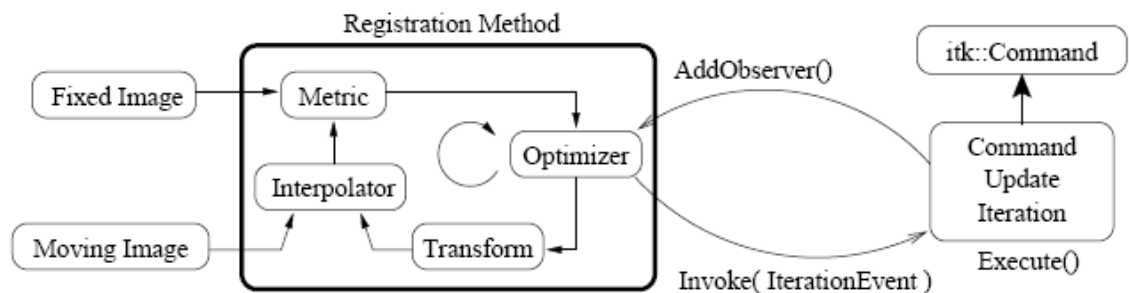 Registration Method
itk::Command
AddObserver()
Fixed Image
Metric
Optimizer
Command
Update
Iteration
Interpolator
Moving Image
Transform
Execute()
Invoke( IterationEvent )